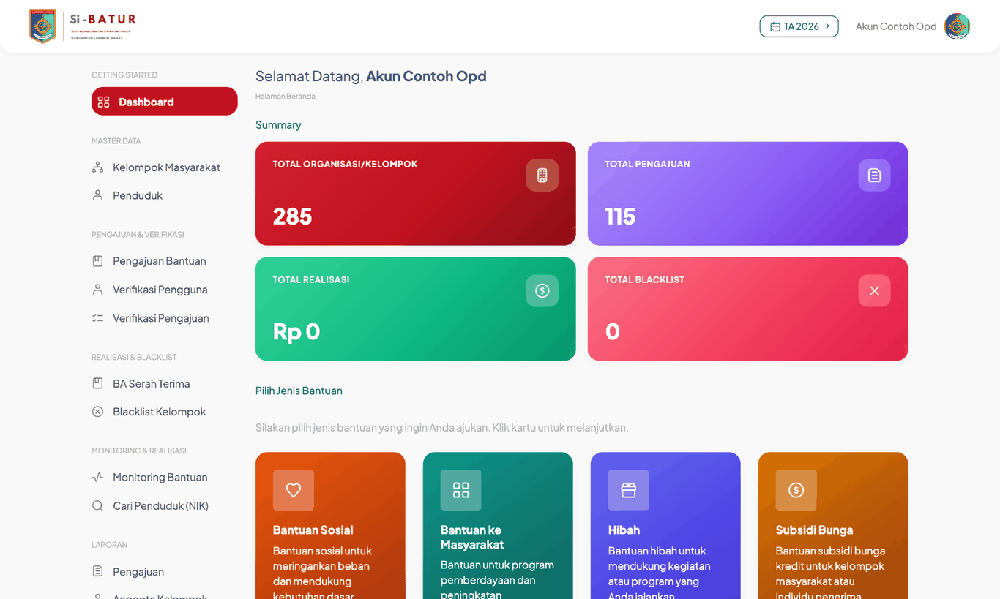 Si-BATUR
KABUPATEN LOMBOK BARAT
TA 2026
Akun Contoh Opd
GETTING STARTED
Dashboard
MASTER DATA
Kelompok Masyarakat
Penduduk
PENGAJUAN & VERIFIKASI
Pengajuan Bantuan
Verifikasi Pengguna
Verifikasi Pengajuan
REALISASI & BLACKLIST
BA Serah Terima
Blacklist Kelompok
MONITORING & REALISASI
Monitoring Bantuan
Cari Penduduk (NIK)
LAPORAN
Pengajuan
Anggota Kelompok
Selamat Datang, Akun Contoh Opd
Halaman Beranda
Summary
TOTAL ORGANISASI/KELOMPOK
285
TOTAL PENGAJUAN
115
TOTAL REALISASI
Rp 0
TOTAL BLACKLIST
0
Pilih Jenis Bantuan
Silakan pilih jenis bantuan yang ingin Anda ajukan. Klik kartu untuk melanjutkan.
Bantuan Sosial
Bantuan sosial untuk
meringankan beban
dan mendukung
kebutuhan dasar
Bantuan ke
Masyarakat
Bantuan untuk program
pemberdayaan dan
peningkatan
Hibah
Bantuan hibah untuk
mendukung kegiatan
atau program yang
Anda jalankan
Subsidi Bunga
Bantuan subsidi bunga
kredit untuk kelompok
masyarakat atau
individu penerima